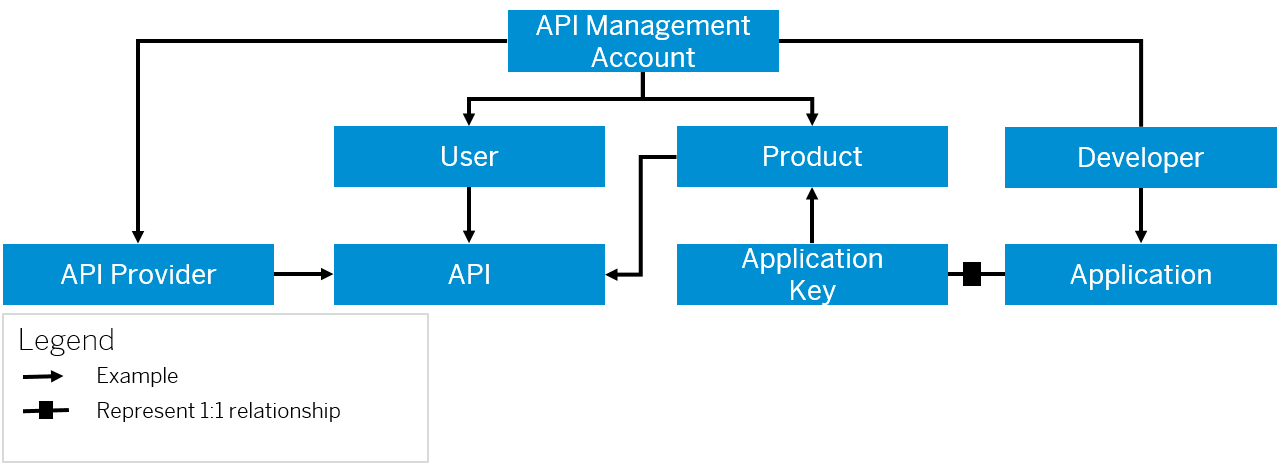 API Management
Account
User
Product
Developer
API Provider
API
Application
Key
Application
Legend
Example
Represent 1:1 relationship